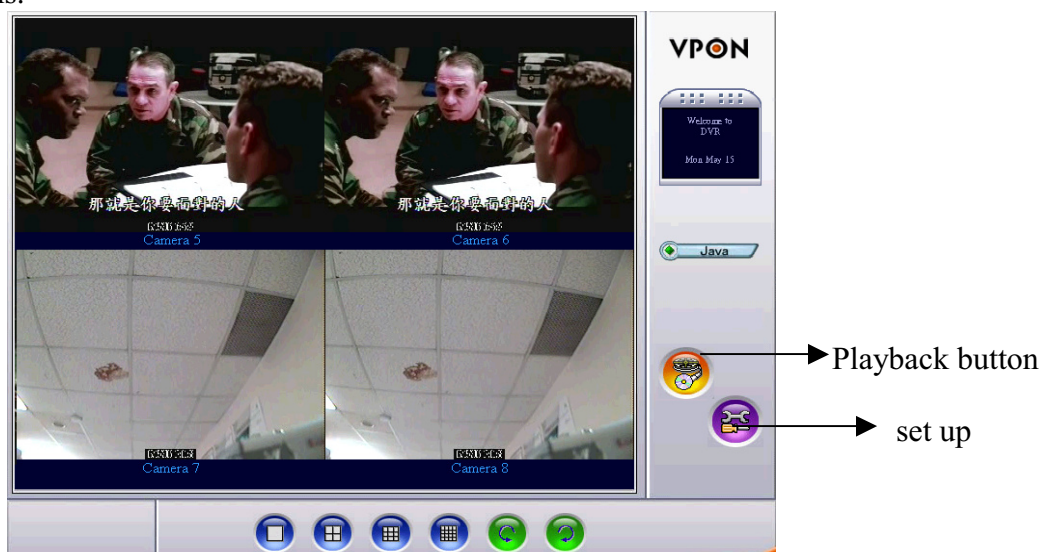 VPON
Welcome to
DVR
Mon May 15
那就是你要面對的人
那就是你要面對的人
Camera 5
Camera 6
Java
Playback button
set up
Camera 7
Camera 8